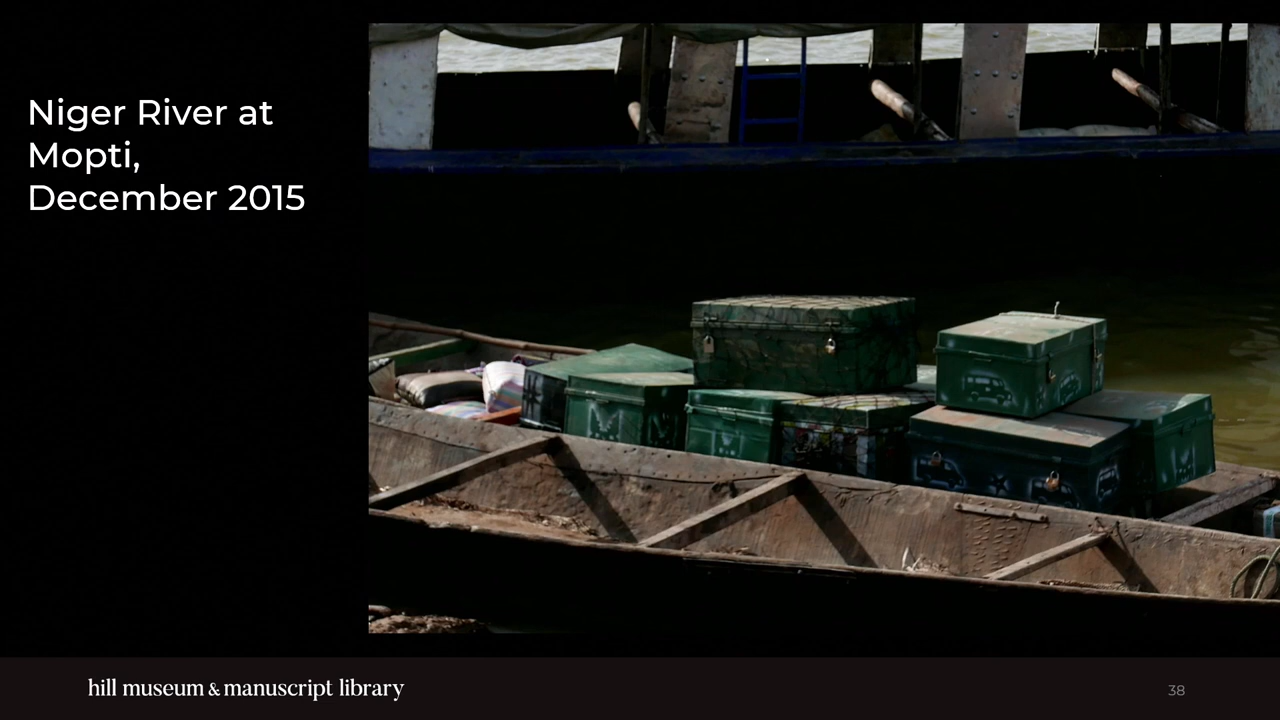 Niger River at
Mopti,
December 2015
hill museum & manuscript library
38